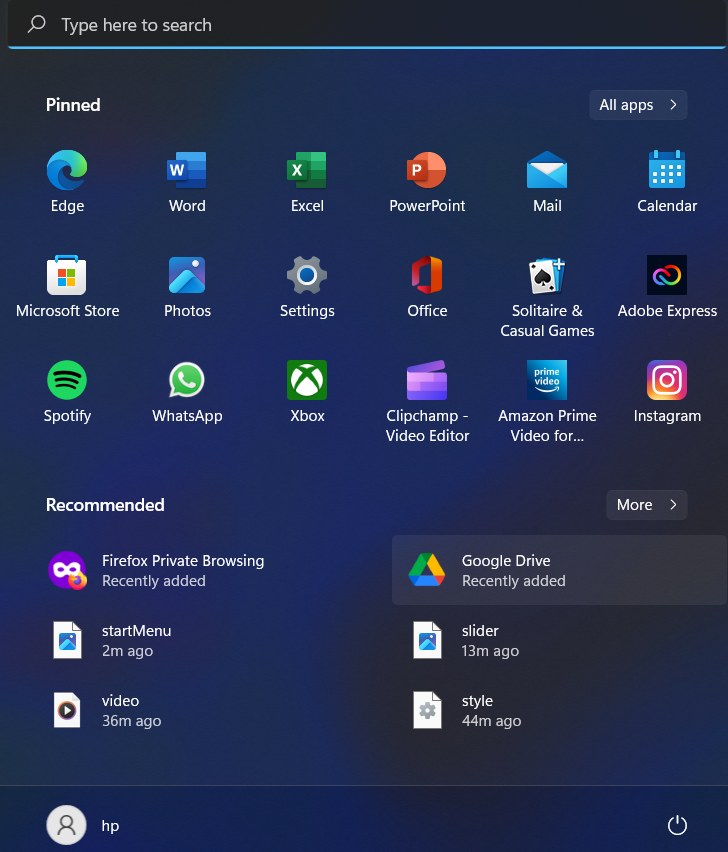 Type here to search
Pinned
All apps
Edge
Word
Excel
PowerPoint
Mail
Calendar
Microsoft Store
Photos
Settings
Office
Solitaire &
Casual Games
Adobe Express
Spotify
WhatsApp
Xbox
Clipchamp -
Video Editor
prime
video
Amazon Prime
Video for...
Instagram
Recommended
More
Firefox Private Browsing
Recently added
Google Drive
Recently added
startMenu
2m ago
slider
13m ago
video
36m ago
style
44m ago
hp